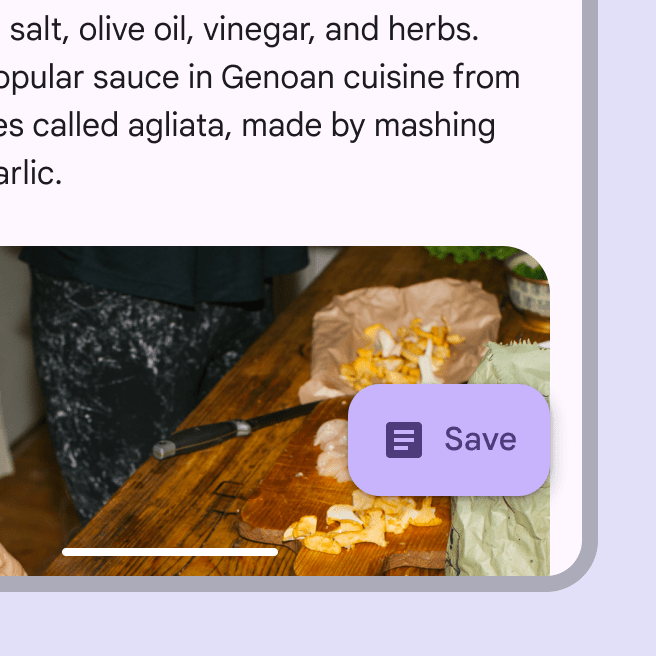 salt, olive oil, vinegar, and herbs.
opular sauce in Genoan cuisine from
es called agliata, made by mashing
arlic.
Save